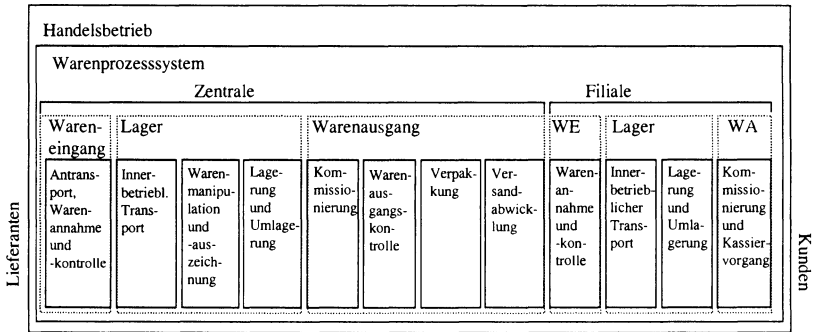 Handelsbetrieb
Warenprozesssystem
Zentrale
Filiale
Waren-
eingang
Lager
Warenausgang
WE
Lager
WA
Antrans-
port,
Waren-
annahme
und
-kontrolle
Inner-
betriebl.
Trans-
port
Waren-
manipu-
lation
und
-aus-
zeich-
nung
Lage-
rung
und
Umlage-
rung
Kom-
missio-
nierung
Waren-
aus-
gangs-
kon-
trolle
Verpak-
kung
Ver-
sand-
abwick-
lung
Waren-
an-
nahme
und
-kon-
trolle
Inner-
betrieb-
licher
Trans-
port
Lage-
rung
und
Umla-
gerung
Kom-
missio-
nierung
und
Kassier-
vorgang
Lieferanten
Kunden